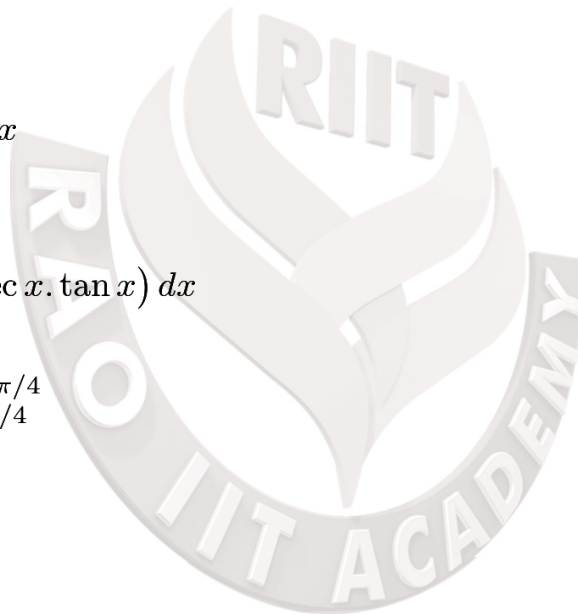 RIIT
x
ec x. tan x) dx
π/4
/4
RAO IIT ACADEMY